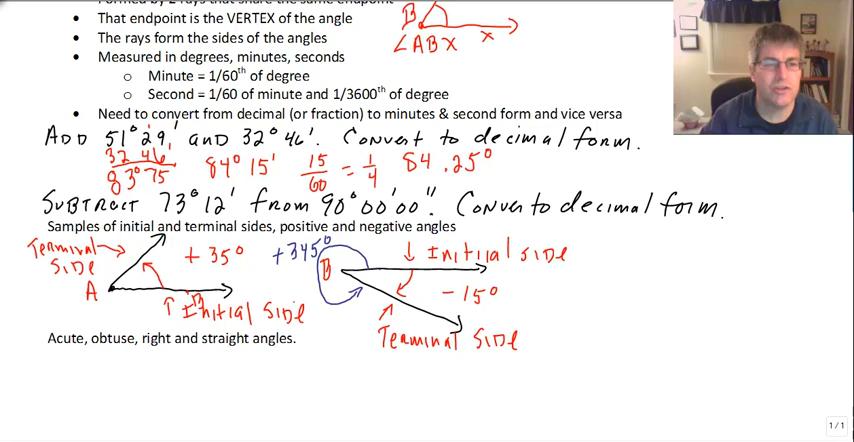 Formed by 2 rays that share the same endpoint
• That endpoint is the VERTEX of the angle
B
• The rays form the sides of the angles
∠ABX x
• Measured in degrees, minutes, seconds
o Minute = 1/60th of degree
o Second = 1/60 of minute and 1/3600th of degree
• Need to convert from decimal (or fraction) to minutes & second form and vice versa
ADD 51° 29' and 32° 46'. Convert to decimal form.
32 46
83° 75' 84° 15' 15/60 = 1/4 84.25°
SUBTRACT 73° 12' from 90° 00' 00". Conver to decimal form.
Samples of initial and terminal sides, positive and negative angles
Terminal → Side
+35°
+345°
B
↓ Initial Side
-15°
A
↑ Initial Side
B
Terminal Side
Acute, obtuse, right and straight angles.
1 / 1